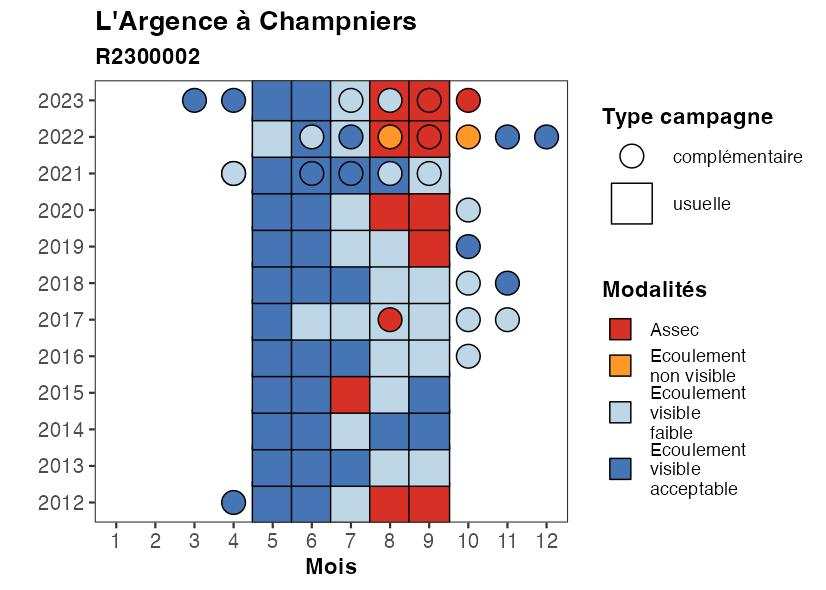 L'Argence à Champniers
R2300002
2023
2022
2021
2020
2019
2018
2017
2016
2015
2014
2013
2012
1 2 3 4 5 6 7 8 9 10 11 12
Mois
Type campagne
complémentaire
usuelle
Modalités
Assec
Ecoulement
non visible
Ecoulement
visible
faible
Ecoulement
visible
acceptable